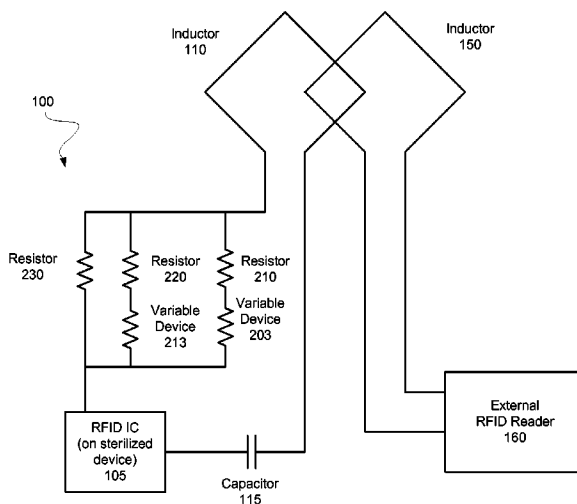 Inductor
110
Inductor
150
100
Resistor
230
Resistor
220
Resistor
210
Variable
Device
213
Variable
Device
203
RFID IC
(on sterilized
device)
105
Capacitor
115
External
RFID Reader
160